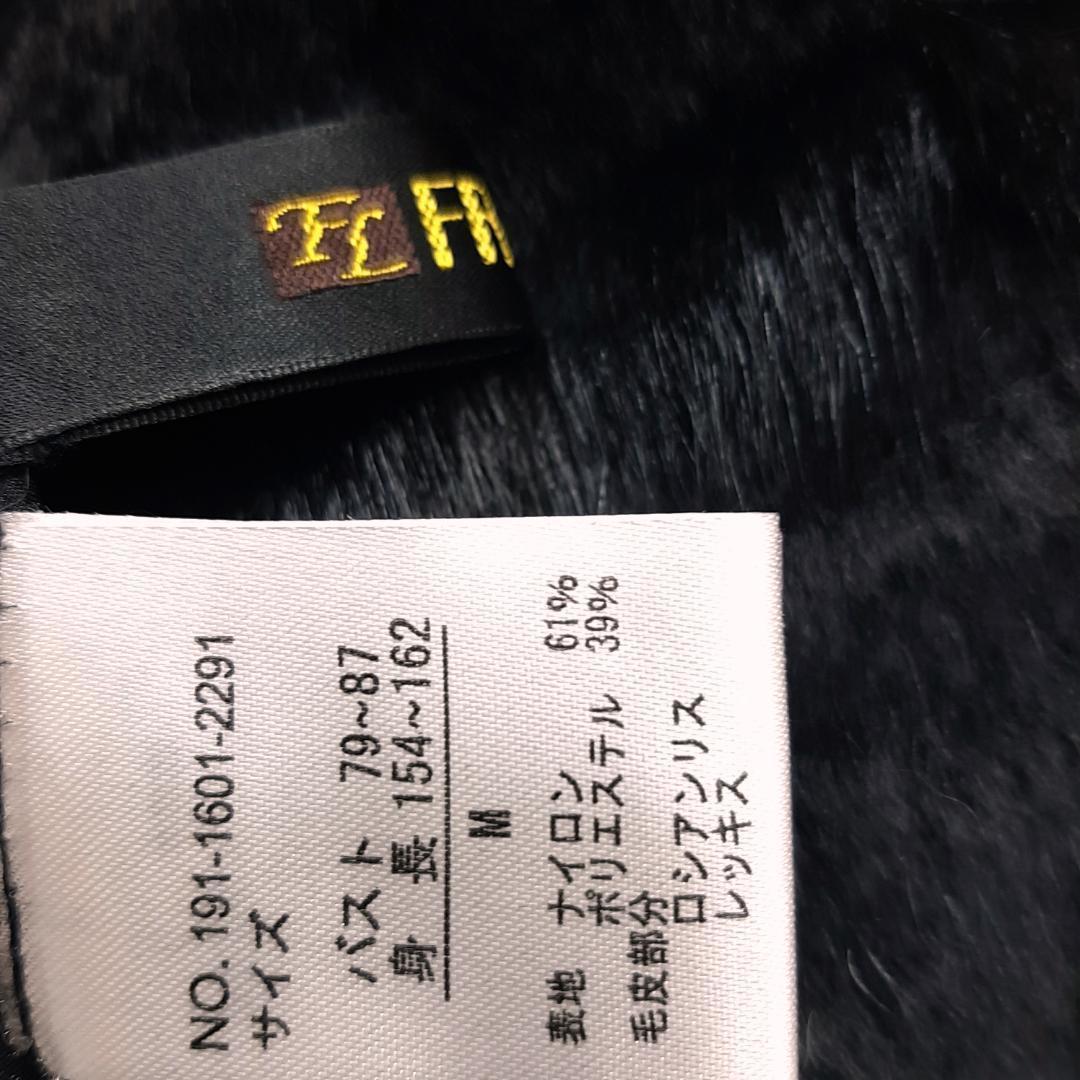 FL
NO. 191-1601-2291
サイズ
バスト 79~87
身 長 154~162
M
表地 ナイロン 61%
ポリエステル 39%
毛皮部分
ロシアンリス
レッキス